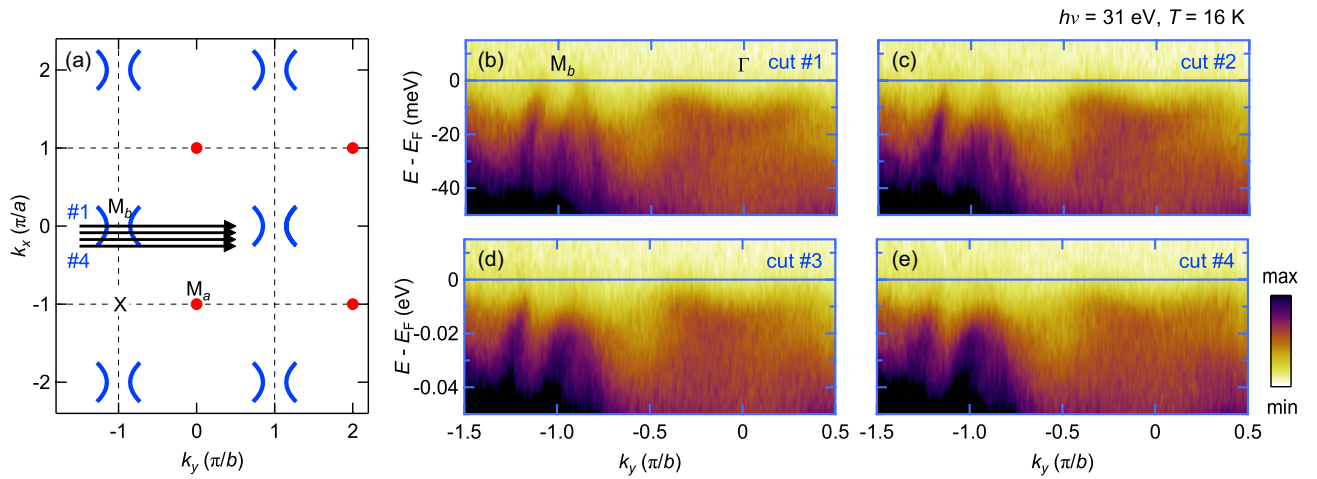 hν = 31 eV, T = 16 K
(a)
2
1
0
-1
-2
kx (π/a)
#1
Mb
#4
Ma
X
-1
0
1
2
ky (π/b)
(b)
Mb
Γ
cut #1
0
-20
-40
E - EF (meV)
(c)
cut #2
(d)
cut #3
0
-0.02
-0.04
E - EF (eV)
-1.5
-1.0
-0.5
0
0.5
ky (π/b)
(e)
cut #4
-1.5
-1.0
-0.5
0
0.5
ky (π/b)
max
min